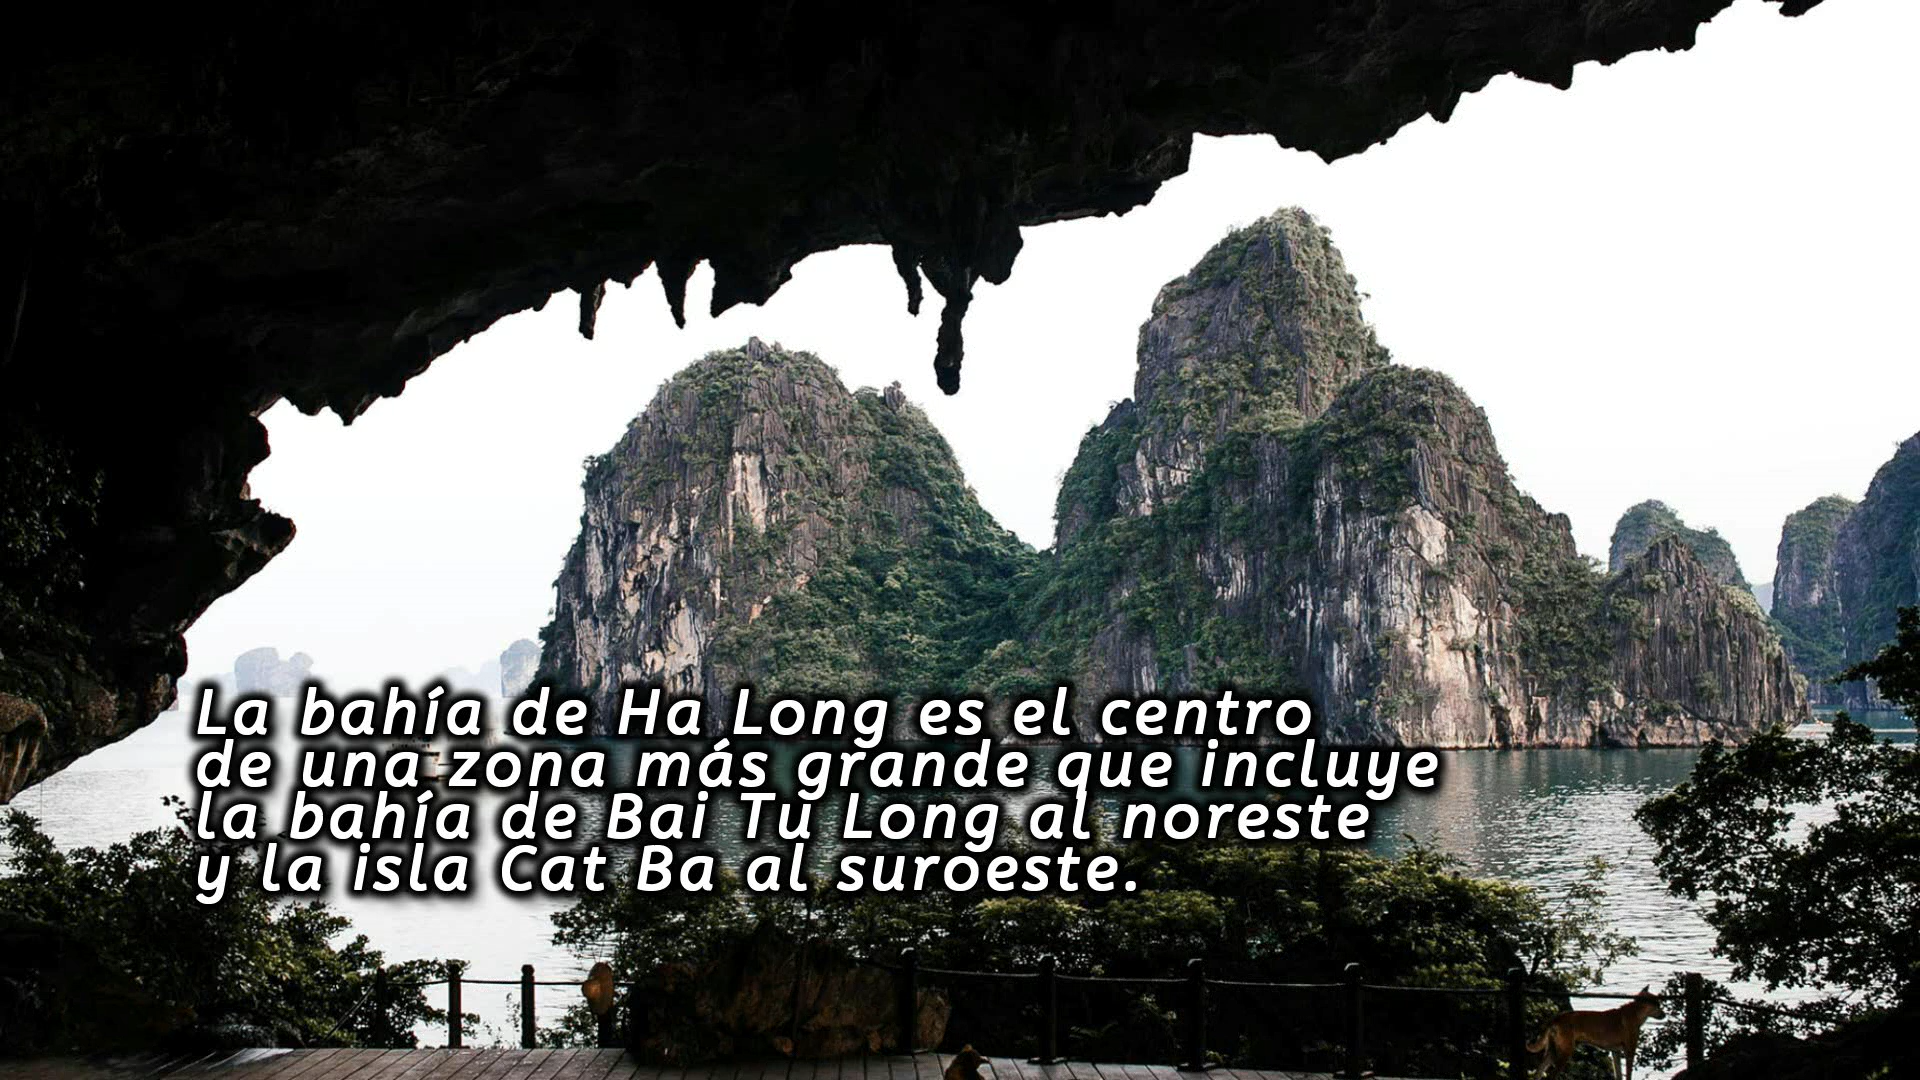 La bahía de Ha Long es el centro
de una zona más grande que incluye
la bahía de Bai Tu Long al noreste
y la isla Cat Ba al suroeste.